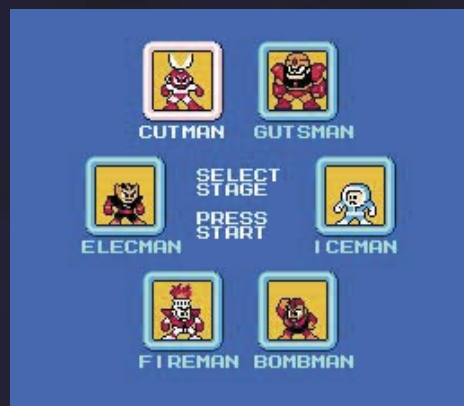 CUTMAN GUTSMAN
SELECT
STAGE
ELECMAN ICEMAN
PRESS
START
FIREMAN BOMBMAN